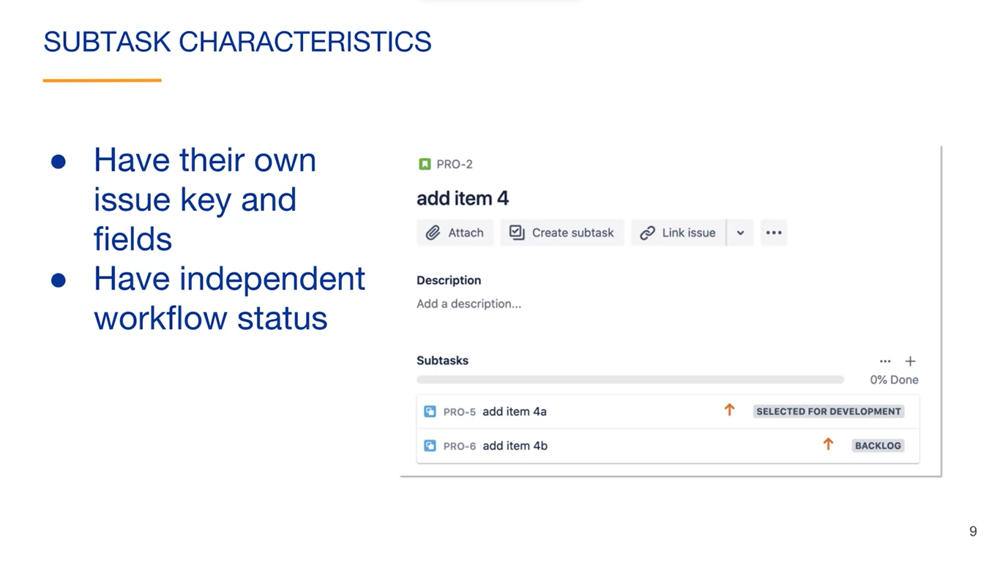 SUBTASK CHARACTERISTICS
● Have their own
issue key and
fields
● Have independent
workflow status
PRO-2
add item 4
Attach Create subtask Link issue
Description
Add a description...
Subtasks
0% Done
PRO-5 add item 4a SELECTED FOR DEVELOPMENT
PRO-6 add item 4b BACKLOG
9